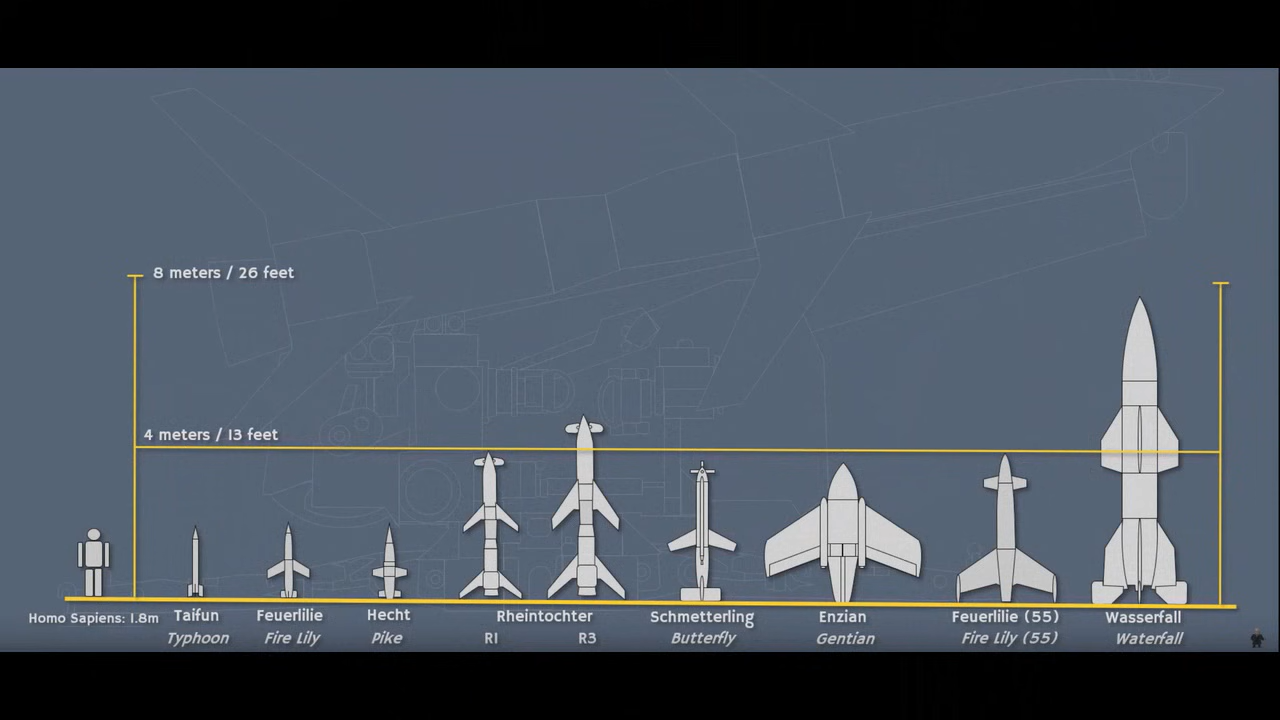 8 meters / 26 feet
4 meters / 13 feet
Homo Sapiens: 1.8m
Taifun
Typhoon
Feuerlilie
Fire Lily
Hecht
Pike
Rheintochter
R1
R3
Schmetterling
Butterfly
Enzian
Gentian
Feuerlilie (55)
Fire Lily (55)
Wasserfall
Waterfall